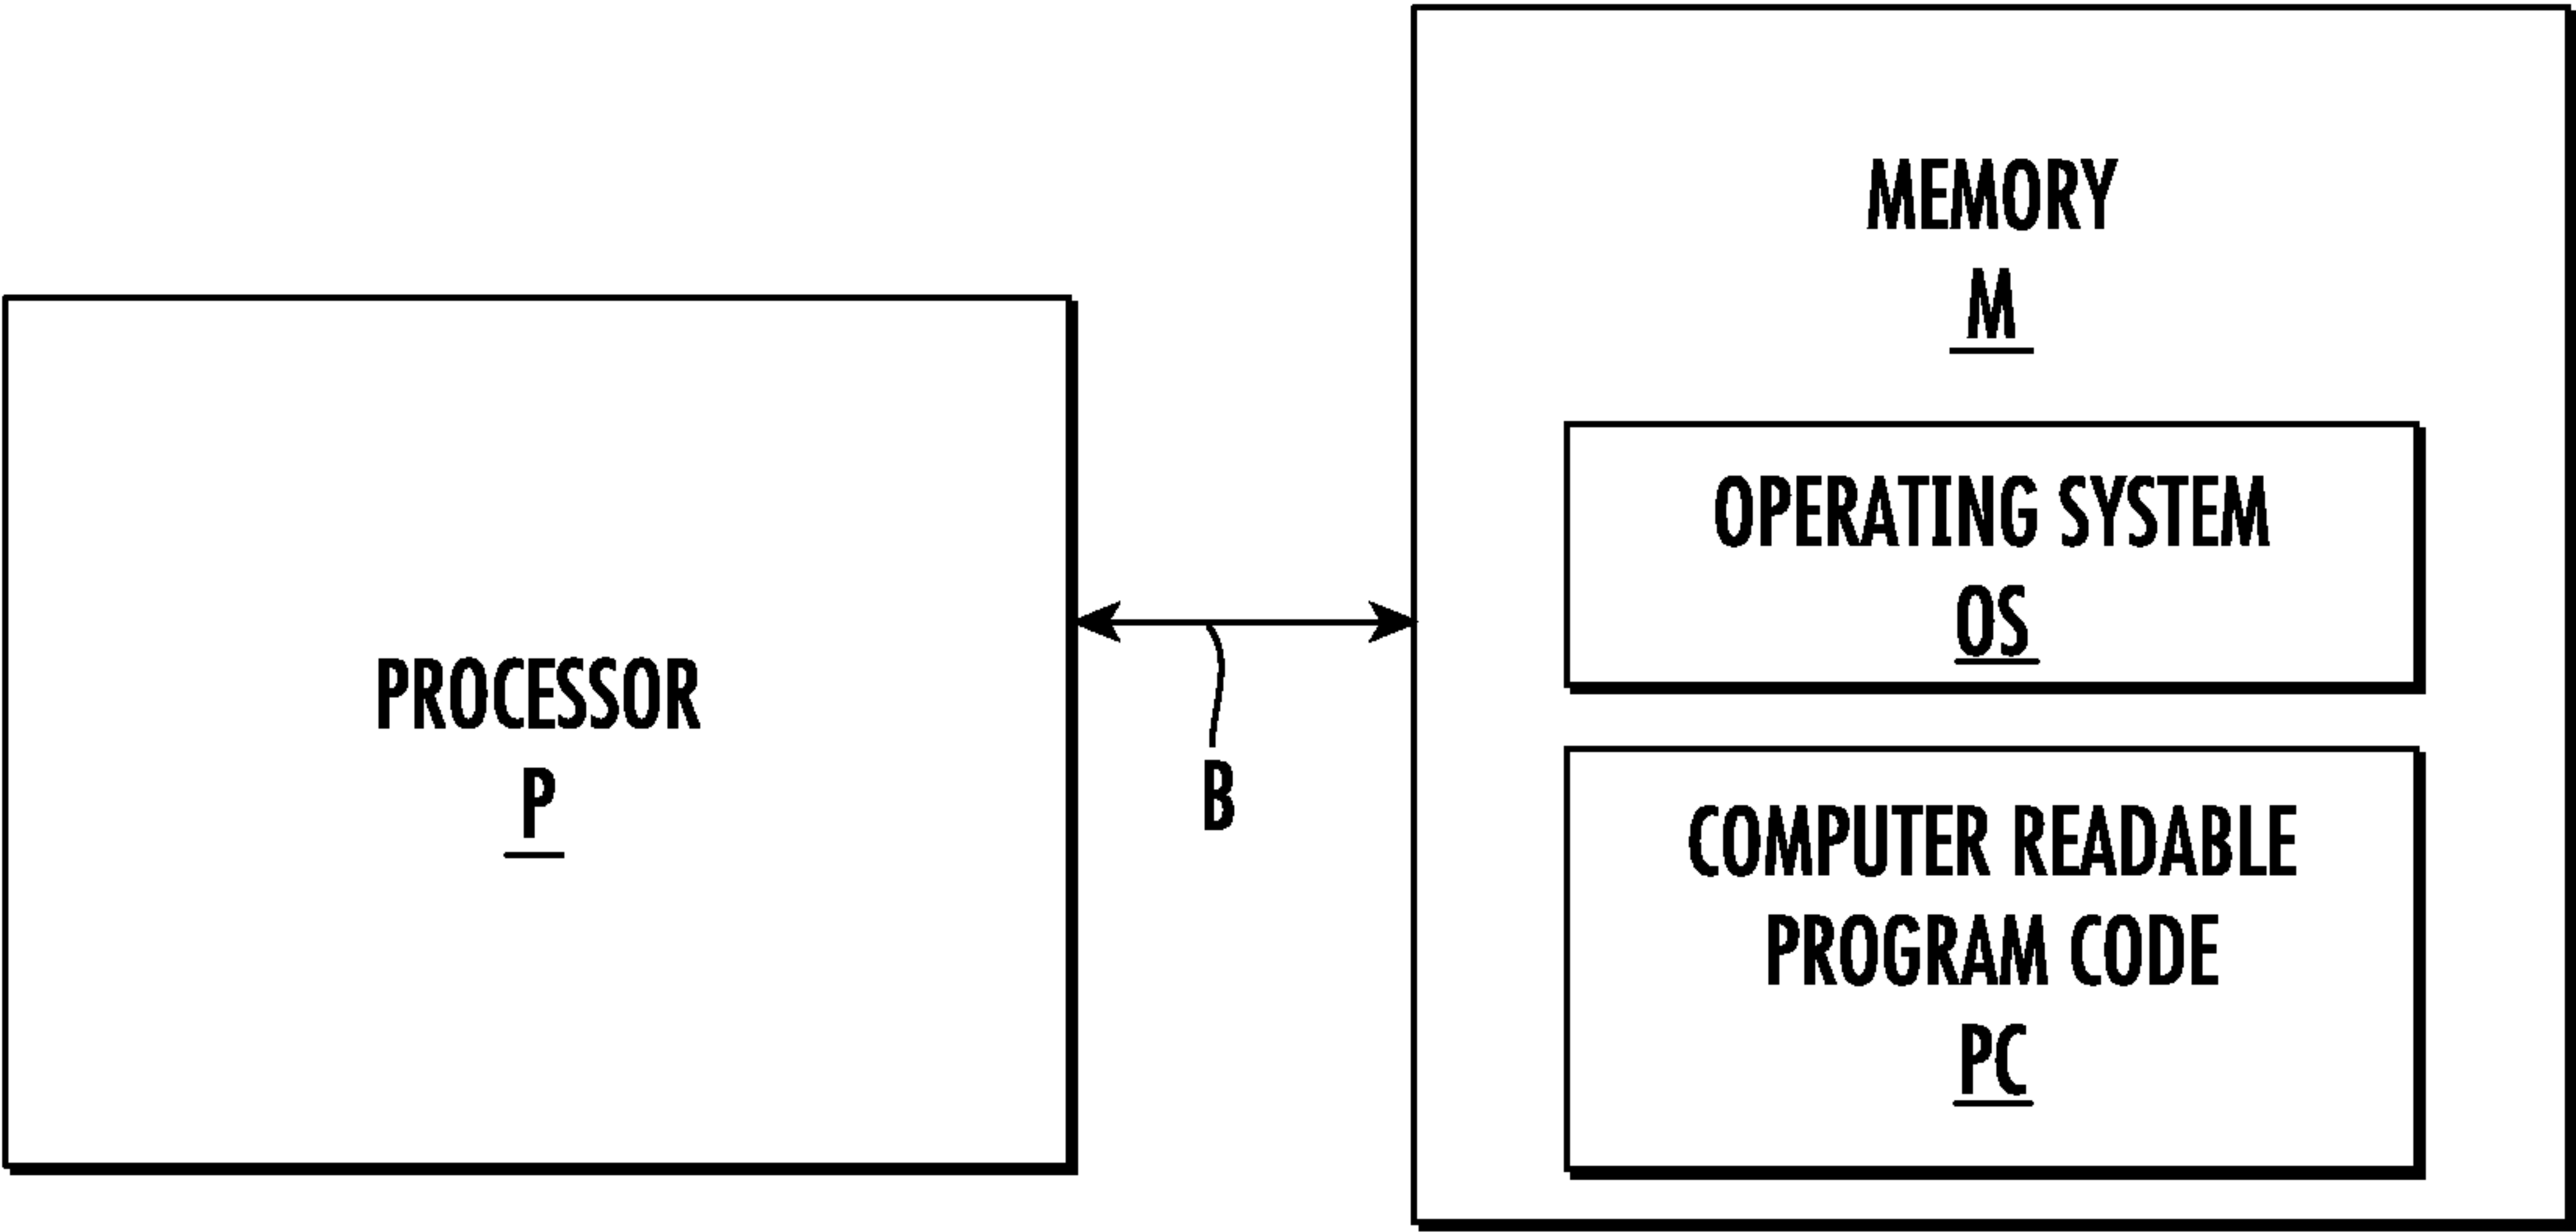 PROCESSOR
P
B
MEMORY
M
OPERATING SYSTEM
OS
COMPUTER READABLE
PROGRAM CODE
PC